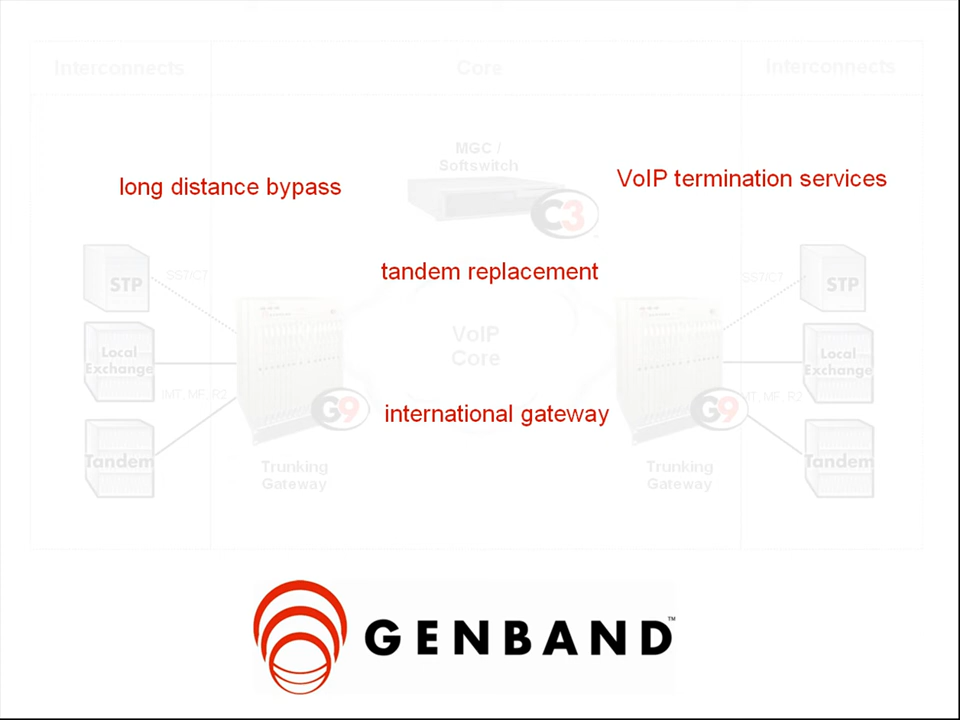 Interconnects
Core
Interconnects
MGC /
Softswitch
long distance bypass
VoIP termination services
C3
tandem replacement
STP
SS7/C7
SS7/C7
STP
VoIP
Core
Local
Exchange
Local
Exchange
IMT, MF, R2
IMT, MF, R2
G9
international gateway
G9
Tandem
Tandem
Trunking
Gateway
Trunking
Gateway
GENBAND™